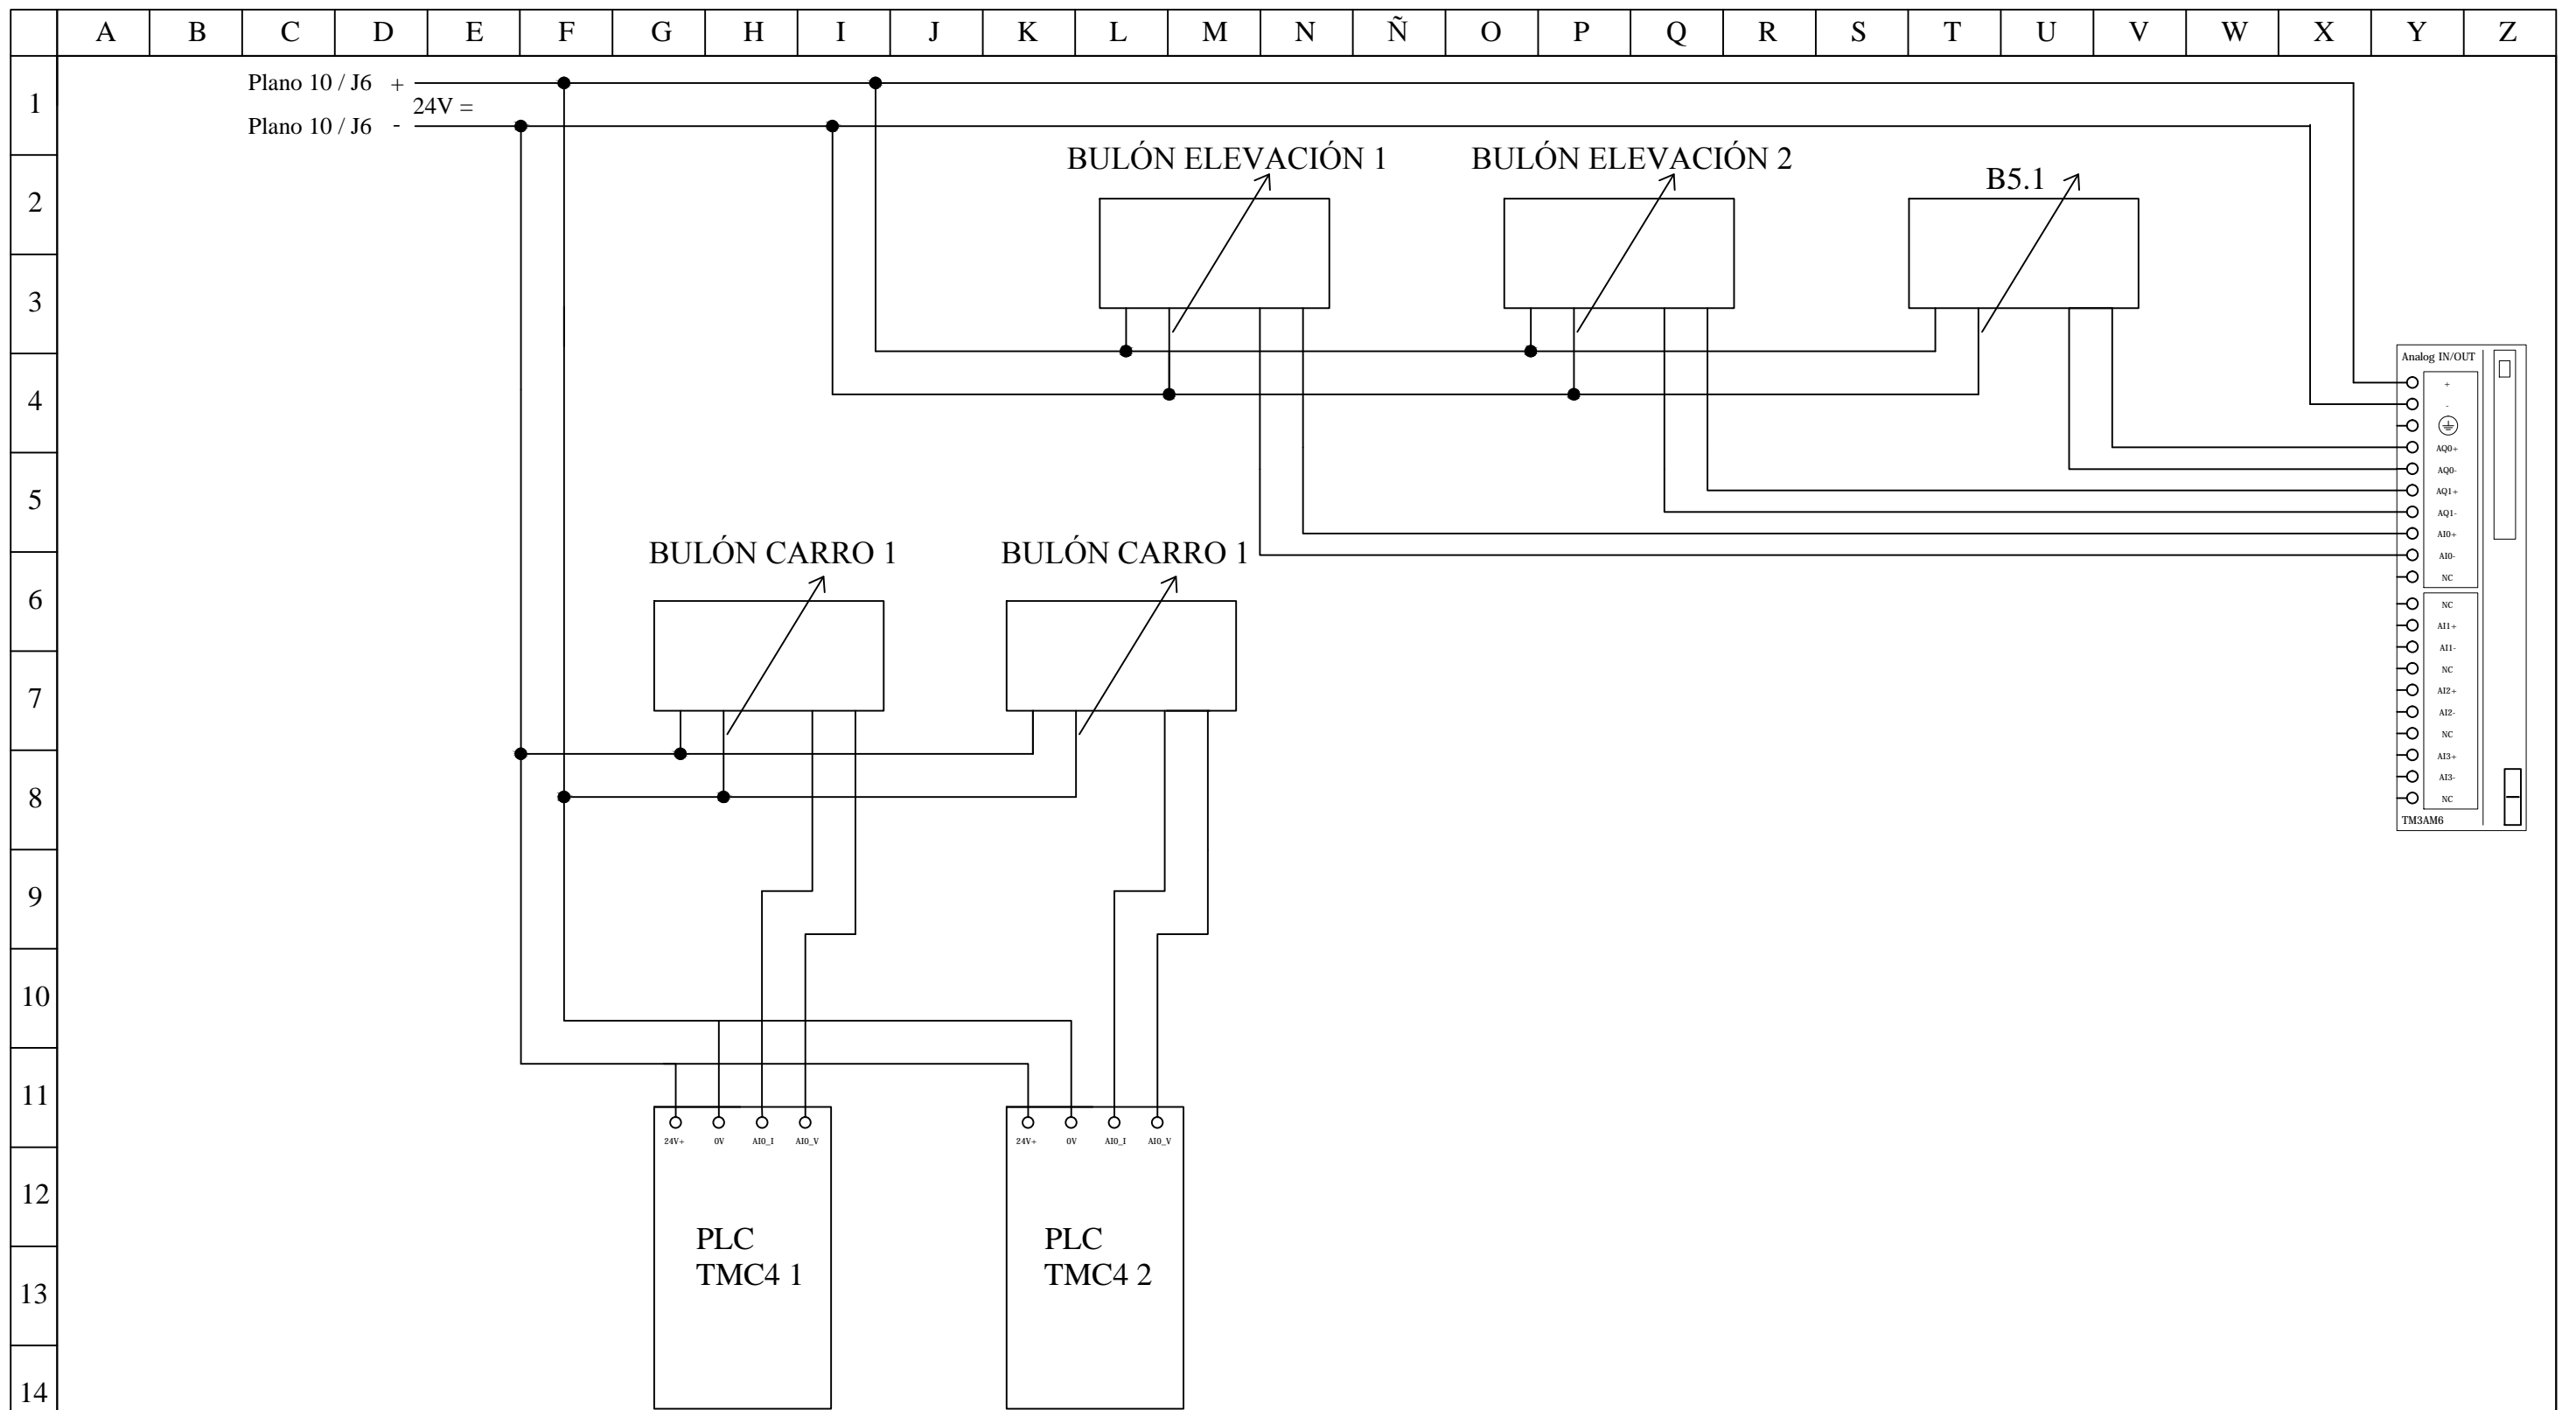 A B C D E F G H I J K L M N Ñ O P Q R S T U V W X Y Z
1
Plano 10 / J6 +
24V =
Plano 10 / J6 -
2
BULÓN ELEVACIÓN 1
BULÓN ELEVACIÓN 2
B5.1
3
4
Analog IN/OUT
+
-
AQ0+
AQ0-
5
AQ1+
AQ1-
AI0+
AI0-
NC
BULÓN CARRO 1
BULÓN CARRO 1
6
NC
AI1+
AI1-
NC
7
AI2+
AI2-
NC
AI3+
AI3-
8
NC
TM3AM6
9
10
11
24V+ 0V AI0_I AI0_V
24V+ 0V AI0_I AI0_V
12
PLC
TMC4 1
PLC
TMC4 2
13
14